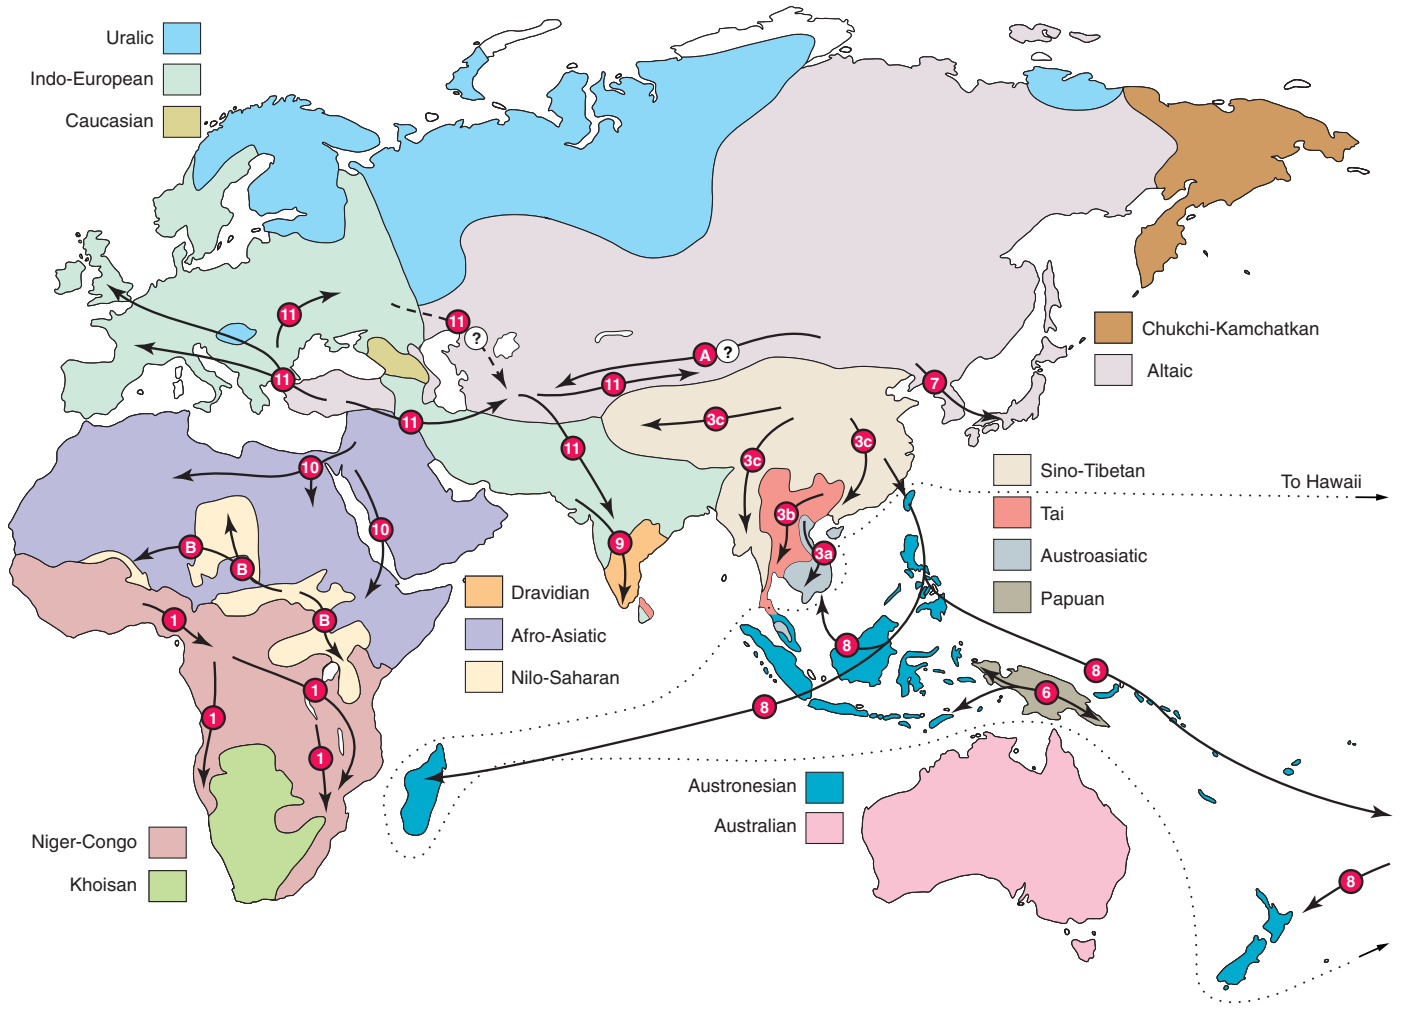 Uralic
Indo-European
Caucasian
11
11
?
11
A ?
11
11
11
Chukchi-Kamchatkan
Altaic
7
3c
3c
3c
11
Sino-Tibetan
Tai
Austroasiatic
Papuan
To Hawaii
10
10
3b
3a
B
B
B
9
Dravidian
Afro-Asiatic
Nilo-Saharan
1
1
1
1
8
8
8
6
Austronesian
Australian
Niger-Congo
Khoisan
8